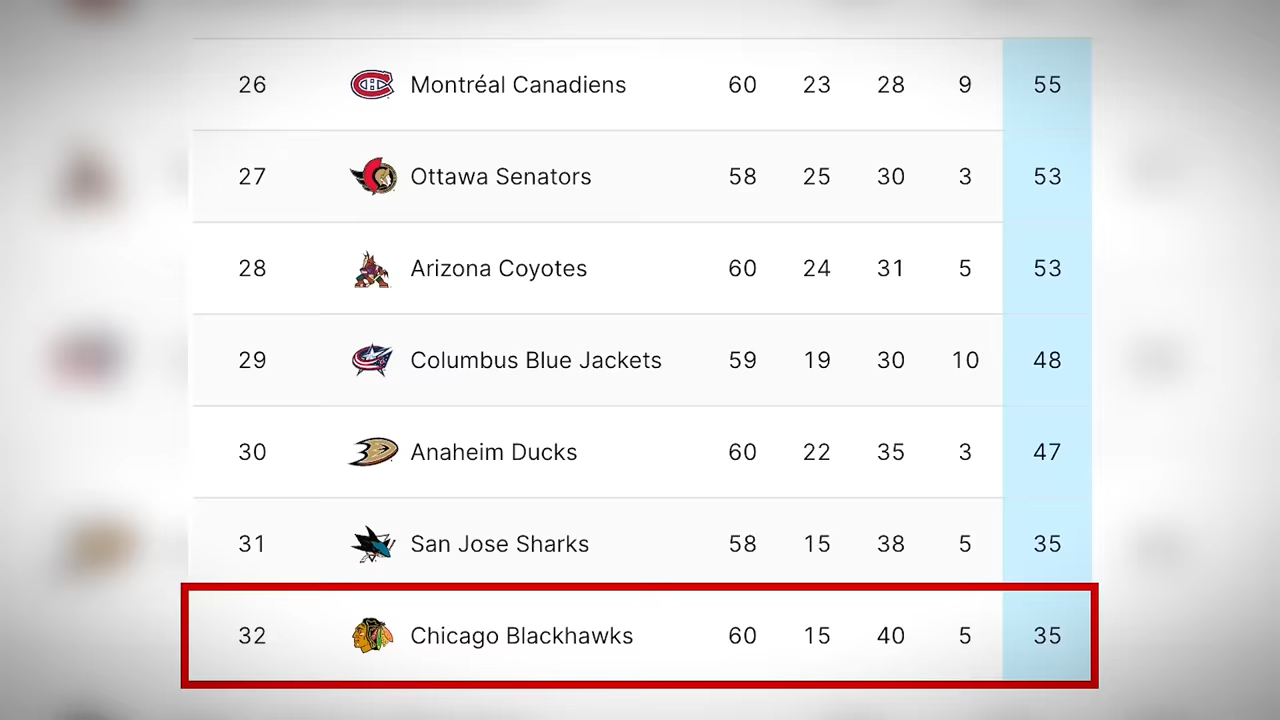 26 Montréal Canadiens 60 23 28 9 55
27 Ottawa Senators 58 25 30 3 53
28 Arizona Coyotes 60 24 31 5 53
29 Columbus Blue Jackets 59 19 30 10 48
30 Anaheim Ducks 60 22 35 3 47
31 San Jose Sharks 58 15 38 5 35
32 Chicago Blackhawks 60 15 40 5 35